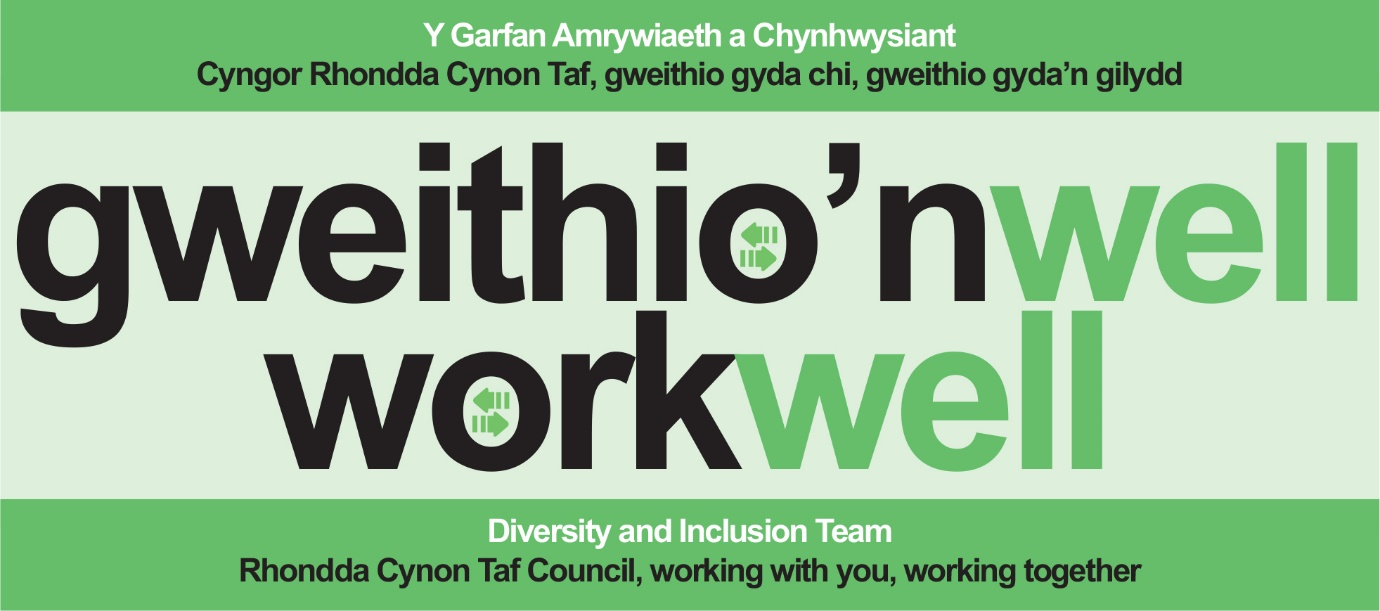 Y Garfan Amrywiaeth a Chynhwysiant
Cyngor Rhondda Cynon Taf, gweithio gyda chi, gweithio gyda’n gilydd
gweithio’nwell
workwell
Diversity and Inclusion Team
Rhondda Cynon Taf Council, working with you, working together